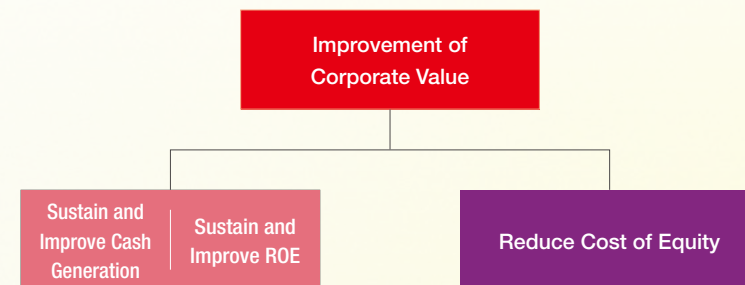 Improvement of
Corporate Value
Sustain and
Improve Cash
Generation
Sustain and
Improve ROE
Reduce Cost of Equity